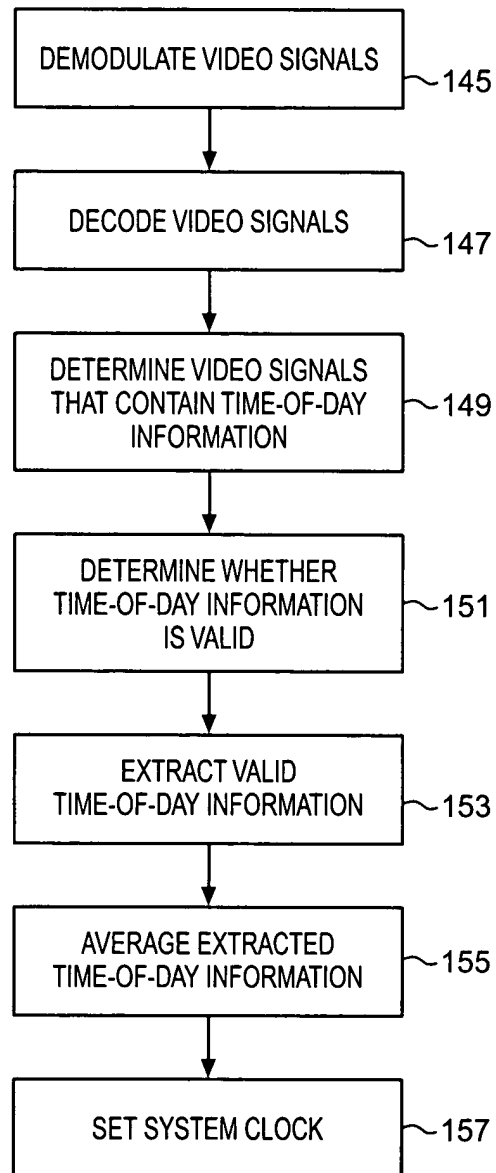 DEMODULATE VIDEO SIGNALS
145
DECODE VIDEO SIGNALS
147
DETERMINE VIDEO SIGNALS
THAT CONTAIN TIME-OF-DAY
INFORMATION
149
DETERMINE WHETHER
TIME-OF-DAY INFORMATION
IS VALID
151
EXTRACT VALID
TIME-OF-DAY INFORMATION
153
AVERAGE EXTRACTED
TIME-OF-DAY INFORMATION
155
SET SYSTEM CLOCK
157